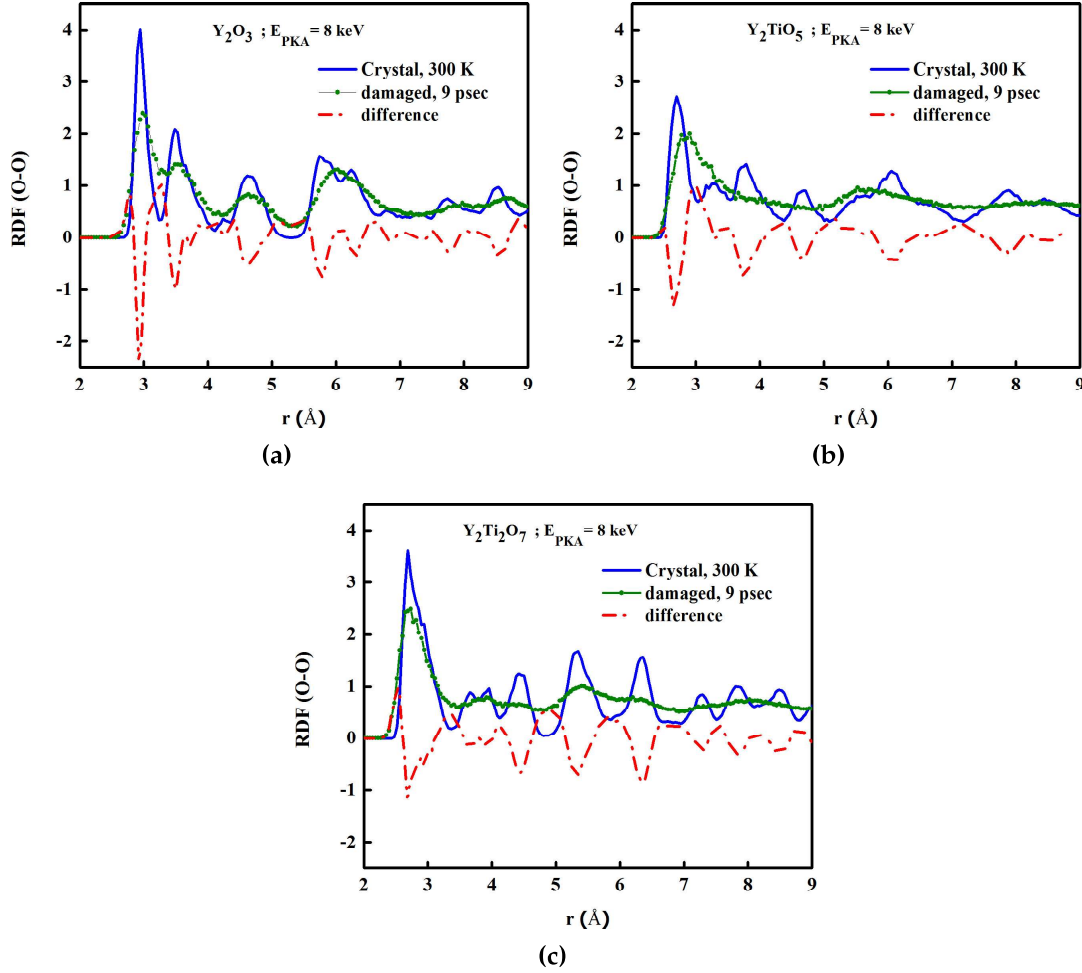 Y₂O₃ ; E_PKA = 8 keV
Crystal, 300 K
damaged, 9 psec
difference
RDF (O-O)
4
3
2
1
0
-1
-2
2 3 4 5 6 7 8 9
r (Å)
(a)
Y₂TiO₅ ; E_PKA = 8 keV
Crystal, 300 K
damaged, 9 psec
difference
RDF (O-O)
4
3
2
1
0
-1
-2
2 3 4 5 6 7 8 9
r (Å)
(b)
Y₂Ti₂O₇ ; E_PKA = 8 keV
Crystal, 300 K
damaged, 9 psec
difference
RDF (O-O)
4
3
2
1
0
-1
-2
2 3 4 5 6 7 8 9
r (Å)
(c)